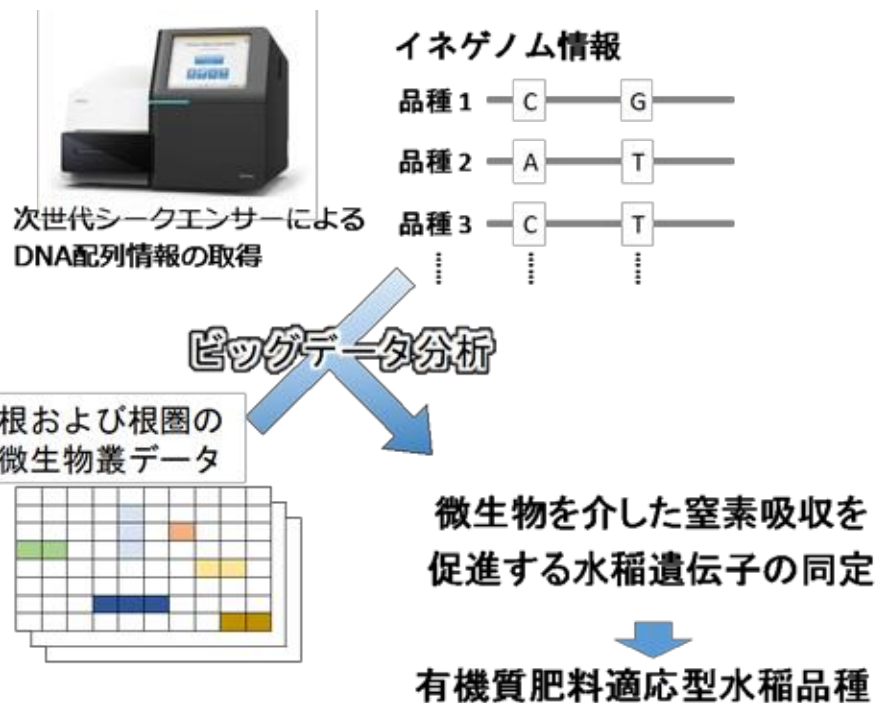 イネゲノム情報
品種 1 C G
品種 2 A T
品種 3 C T
次世代シークエンサーによる
DNA配列情報の取得
ビッグデータ分析
根および根圏の
微生物叢データ
微生物を介した窒素吸収を
促進する水稲遺伝子の同定
有機質肥料適応型水稲品種